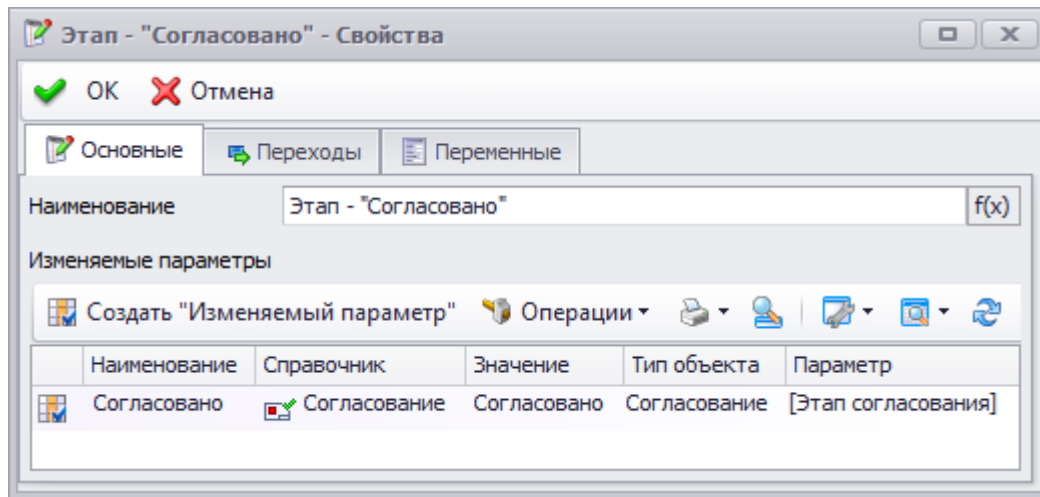 Этап - "Согласовано" - Свойства
ОК Отмена
Основные Переходы Переменные
Наименование Этап - "Согласовано" f(x)
Изменяемые параметры
Создать "Изменяемый параметр" Операции
Наименование Справочник Значение Тип объекта Параметр
Согласовано Согласование Согласовано Согласование [Этап согласования]